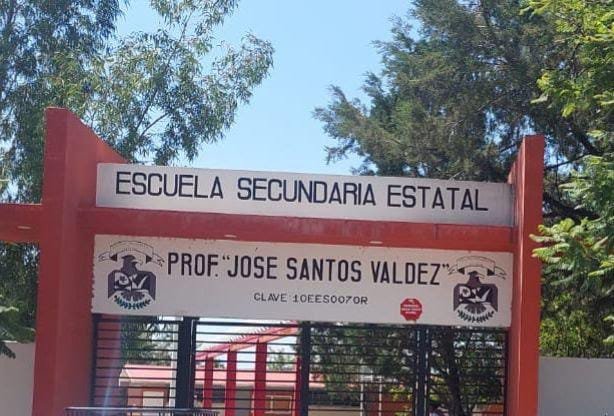 ESCUELA SECUNDARIA ESTATAL
PROF. "JOSE SANTOS VALDEZ"
CLAVE 10EES0070R